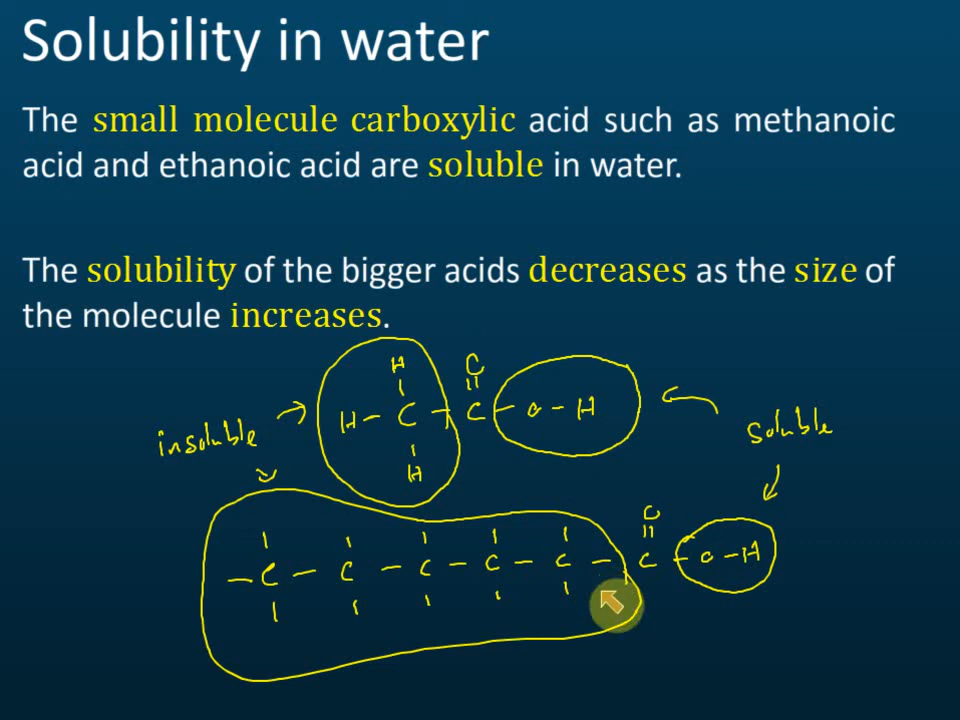 Solubility in water
The small molecule carboxylic acid such as methanoic
acid and ethanoic acid are soluble in water.
The solubility of the bigger acids decreases as the size of
the molecule increases.
H O
H - C - C - O - H
H
insoluble
soluble
O
- C - C - C - C - C - C - O - H